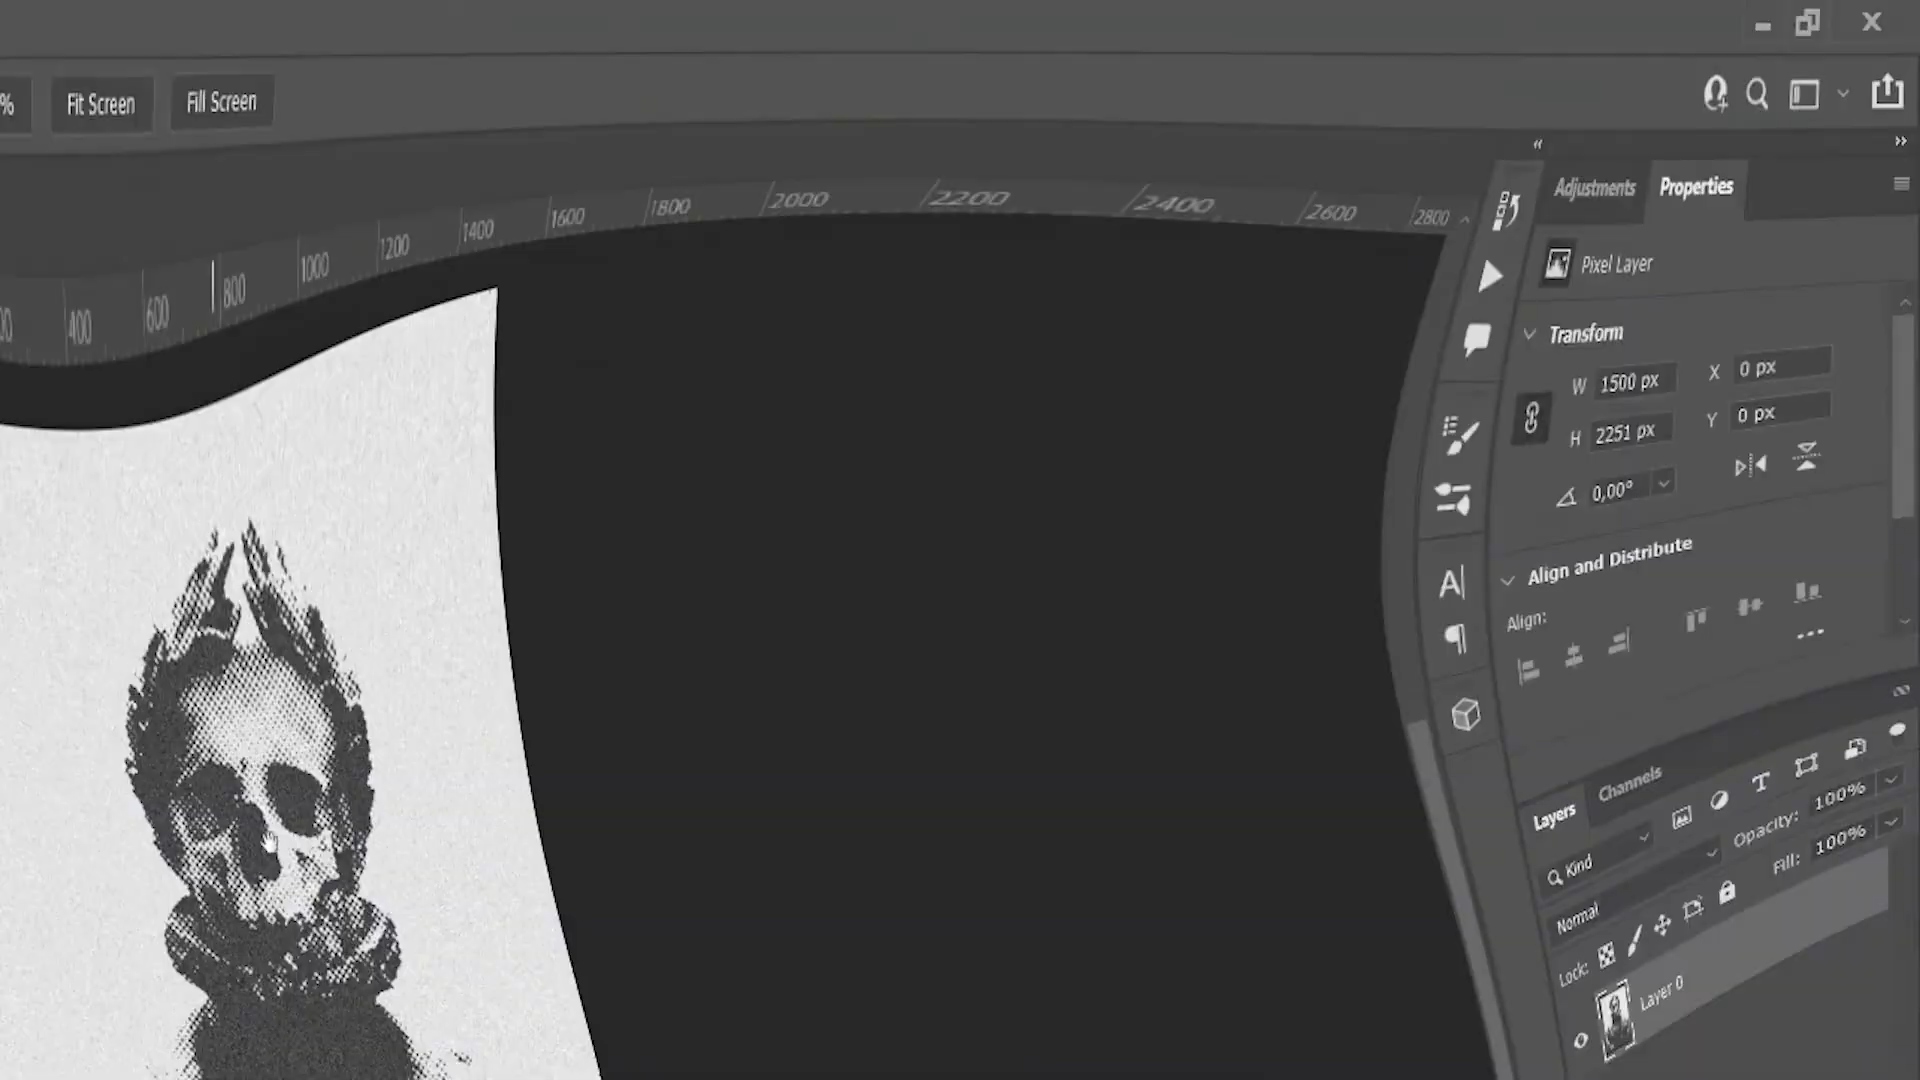 %
Fit Screen
Fill Screen
400
600
800
1000
1200
1400
1600
1800
2000
2200
2400
2600
2800
Adjustments
Properties
Pixel Layer
Transform
W 1500 px X 0 px
H 2251 px Y 0 px
0,00°
Align and Distribute
Align:
Layers
Channels
Kind
Normal
Opacity: 100%
Lock:
Fill: 100%
Layer 0